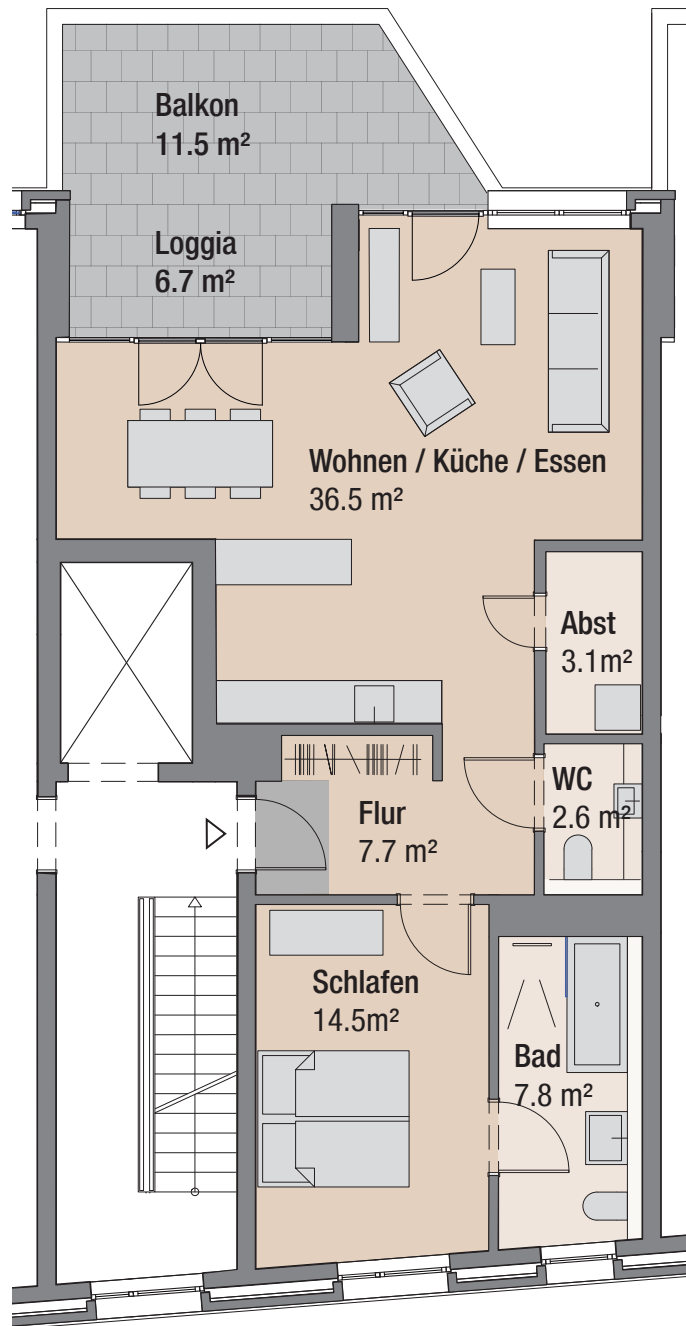 Balkon
11.5 m²
Loggia
6.7 m²
Wohnen / Küche / Essen
36.5 m²
Abst
3.1m²
WC
2.6 m²
Flur
7.7 m²
Schlafen
14.5m²
Bad
7.8 m²